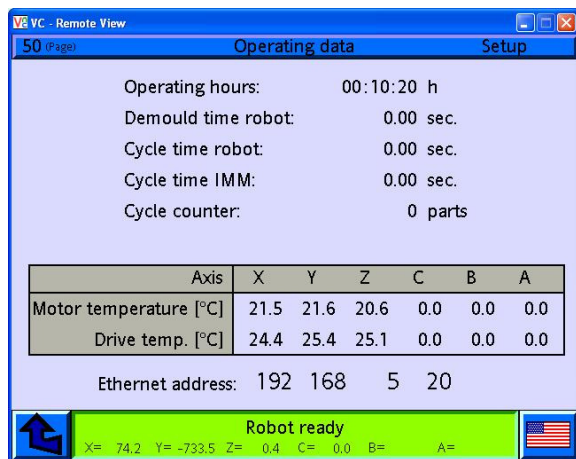 VC VC - Remote View
50 (Page) Operating data Setup
Operating hours: 00:10:20 h
Demould time robot: 0.00 sec.
Cycle time robot: 0.00 sec.
Cycle time IMM: 0.00 sec.
Cycle counter: 0 parts
Axis X Y Z C B A
Motor temperature [°C] 21.5 21.6 20.6 0.0 0.0 0.0
Drive temp. [°C] 24.4 25.4 25.1 0.0 0.0 0.0
Ethernet address: 192 168 5 20
Robot ready
X= 74.2 Y= -733.5 Z= 0.4 C= 0.0 B= A=